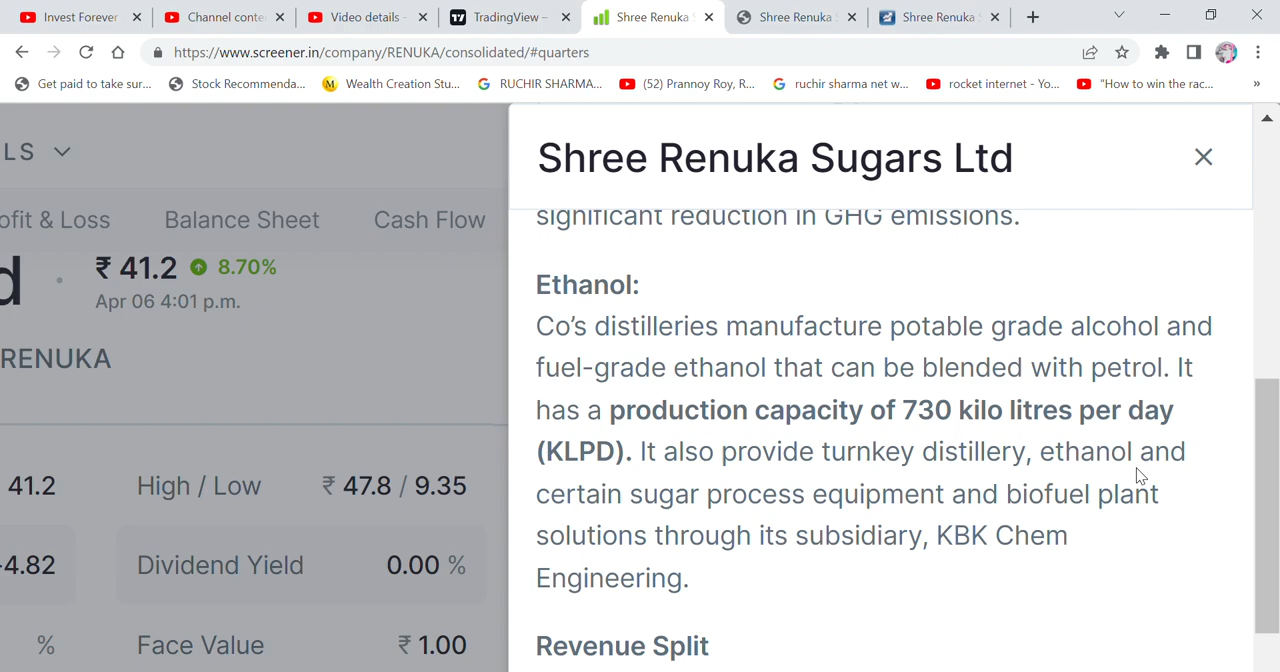 Invest Forever
Channel conte
Video details -
TradingView –
Shree Renuka S
Shree Renuka S
Shree Renuka S
https://www.screener.in/company/RENUKA/consolidated/#quarters
Get paid to take sur...
Stock Recommenda...
Wealth Creation Stu...
RUCHIR SHARMA...
(52) Prannoy Roy, R...
ruchir sharma net w...
rocket internet - Yo...
"How to win the rac...
»
LS
Shree Renuka Sugars Ltd
ofit & Loss
Balance Sheet
Cash Flow
d
₹ 41.2
8.70%
Apr 06 4:01 p.m.
RENUKA
41.2
High / Low
₹ 47.8 / 9.35
-4.82
Dividend Yield
0.00 %
%
Face Value
₹ 1.00
significant reduction in GHG emissions.
Ethanol:
Co's distilleries manufacture potable grade alcohol and
fuel-grade ethanol that can be blended with petrol. It
has a production capacity of 730 kilo litres per day
(KLPD). It also provide turnkey distillery, ethanol and
certain sugar process equipment and biofuel plant
solutions through its subsidiary, KBK Chem
Engineering.
Revenue Split